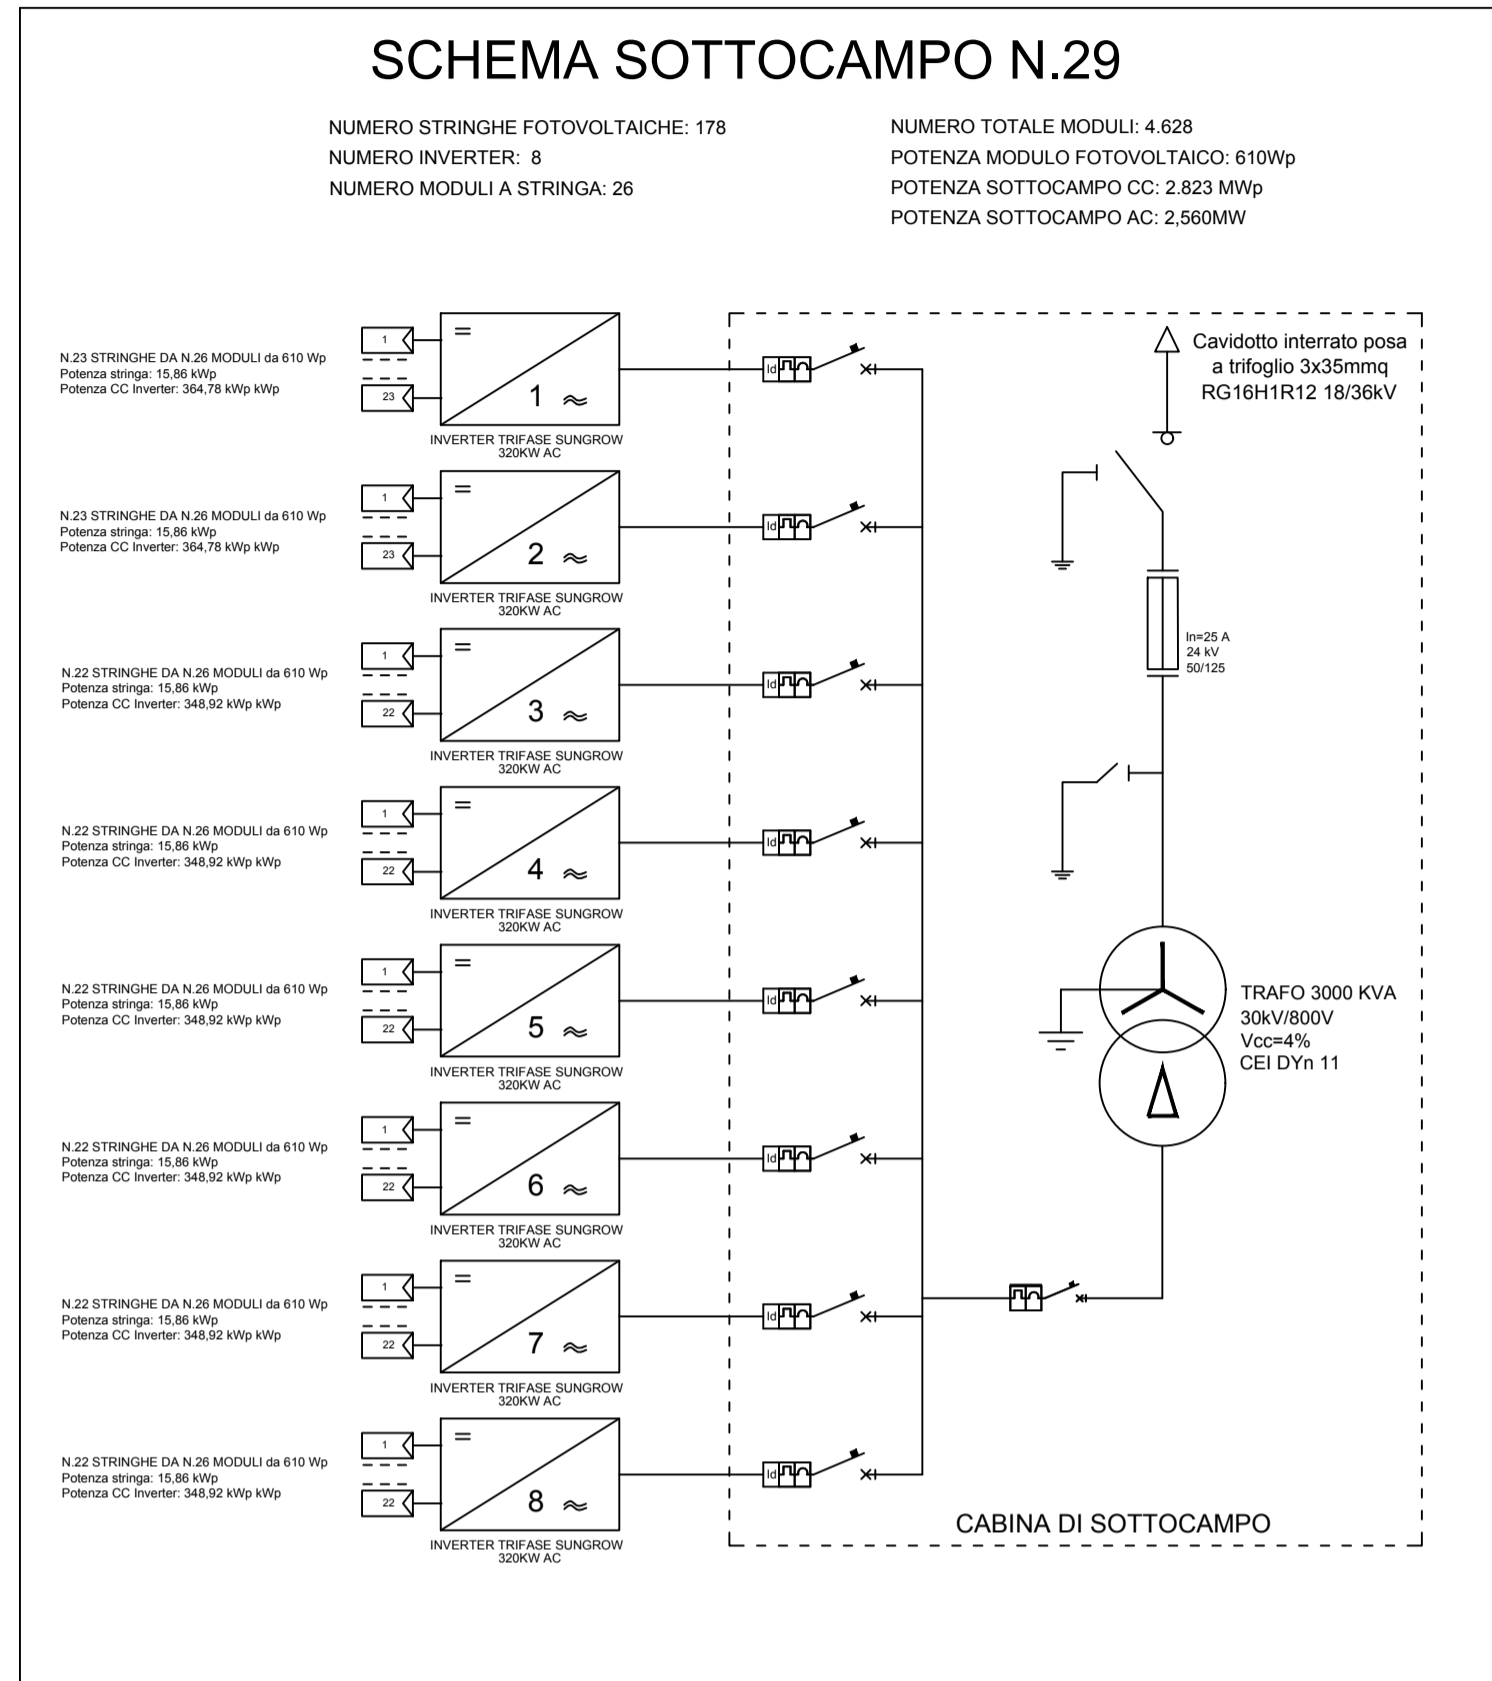 SCHEMA SOTTOCAMPO N.29
NUMERO STRINGHE FOTOVOLTAICHE: 178
NUMERO INVERTER: 8
NUMERO MODULI A STRINGA: 26
NUMERO TOTALE MODULI: 4.628
POTENZA MODULO FOTOVOLTAICO: 610Wp
POTENZA SOTTOCAMPO CC: 2.823 MWp
POTENZA SOTTOCAMPO AC: 2,560MW
N.23 STRINGHE DA N.26 MODULI da 610 Wp
Potenza stringa: 15,86 kWp
Potenza CC Inverter: 364,78 kWp kWp
1
23
1
INVERTER TRIFASE SUNGROW
320KW AC
Id
N.23 STRINGHE DA N.26 MODULI da 610 Wp
Potenza stringa: 15,86 kWp
Potenza CC Inverter: 364,78 kWp kWp
1
23
2
INVERTER TRIFASE SUNGROW
320KW AC
Id
N.22 STRINGHE DA N.26 MODULI da 610 Wp
Potenza stringa: 15,86 kWp
Potenza CC Inverter: 348,92 kWp kWp
1
22
3
INVERTER TRIFASE SUNGROW
320KW AC
Id
N.22 STRINGHE DA N.26 MODULI da 610 Wp
Potenza stringa: 15,86 kWp
Potenza CC Inverter: 348,92 kWp kWp
1
22
4
INVERTER TRIFASE SUNGROW
320KW AC
Id
N.22 STRINGHE DA N.26 MODULI da 610 Wp
Potenza stringa: 15,86 kWp
Potenza CC Inverter: 348,92 kWp kWp
1
22
5
INVERTER TRIFASE SUNGROW
320KW AC
Id
N.22 STRINGHE DA N.26 MODULI da 610 Wp
Potenza stringa: 15,86 kWp
Potenza CC Inverter: 348,92 kWp kWp
1
22
6
INVERTER TRIFASE SUNGROW
320KW AC
Id
N.22 STRINGHE DA N.26 MODULI da 610 Wp
Potenza stringa: 15,86 kWp
Potenza CC Inverter: 348,92 kWp kWp
1
22
7
INVERTER TRIFASE SUNGROW
320KW AC
Id
N.22 STRINGHE DA N.26 MODULI da 610 Wp
Potenza stringa: 15,86 kWp
Potenza CC Inverter: 348,92 kWp kWp
1
22
8
INVERTER TRIFASE SUNGROW
320KW AC
Id
Cavidotto interrato posa
a trifoglio 3x35mmq
RG16H1R12 18/36kV
In=25 A
24 kV
50/125
TRAFO 3000 KVA
30kV/800V
Vcc=4%
CEI DYn 11
CABINA DI SOTTOCAMPO